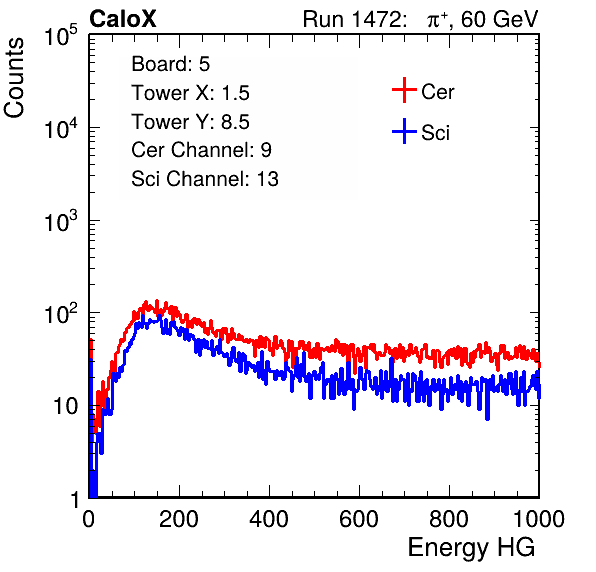 CaloX Run 1472: π⁺, 60 GeV
Board: 5
Tower X: 1.5
Tower Y: 8.5
Cer Channel: 9
Sci Channel: 13
Cer
Sci
Counts
10⁵
10⁴
10³
10²
10
1
0 200 400 600 800 1000
Energy HG